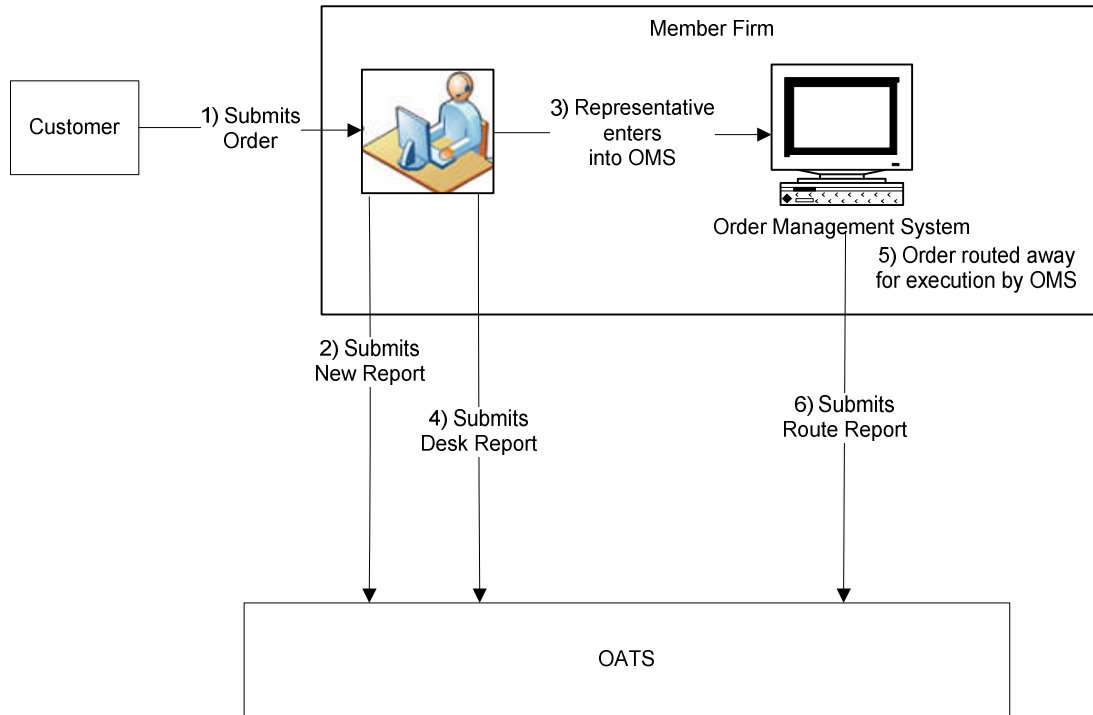 Member Firm
Customer
1) Submits
Order
3) Representative
enters
into OMS
Order Management System
5) Order routed away
for execution by OMS
2) Submits
New Report
4) Submits
Desk Report
6) Submits
Route Report
OATS